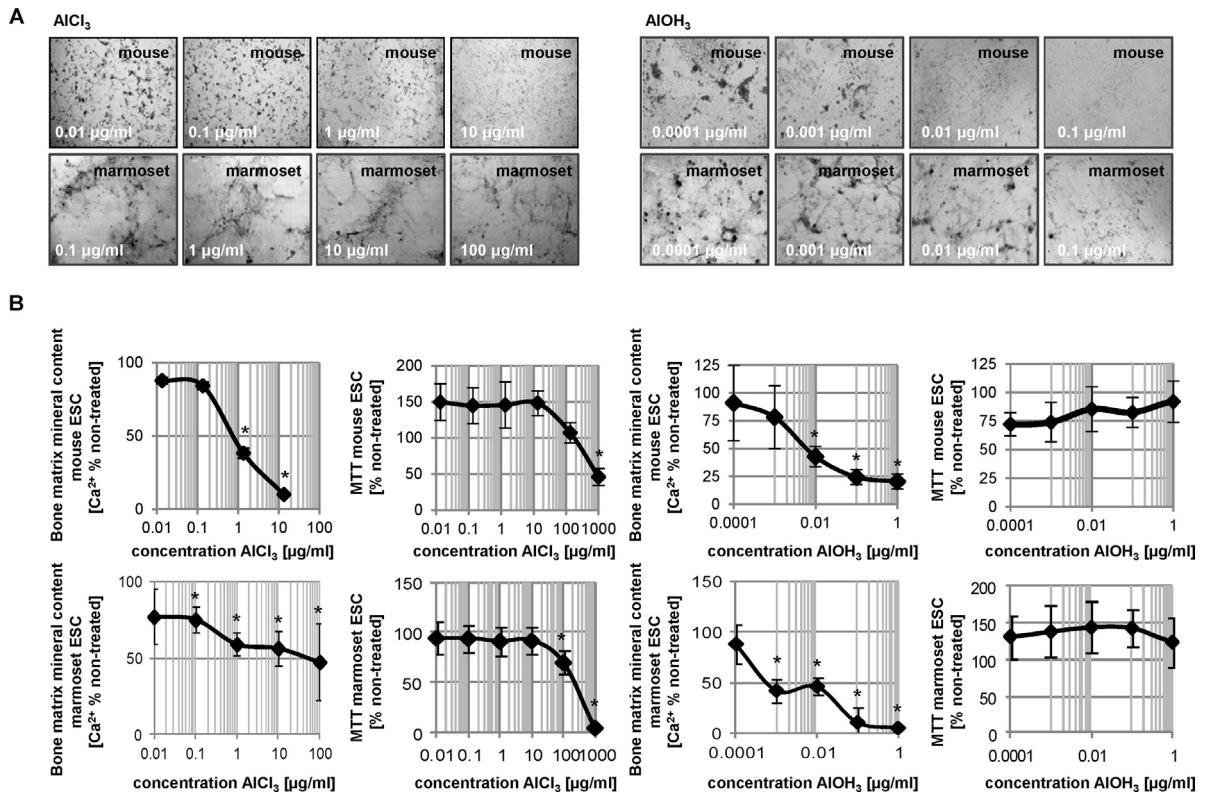 A
AlCl3
AlOH3
mouse
mouse
mouse
mouse
mouse
mouse
mouse
mouse
0.01 µg/ml
0.1 µg/ml
1 µg/ml
10 µg/ml
0.0001 µg/ml
0.001 µg/ml
0.01 µg/ml
0.1 µg/ml
marmoset
marmoset
marmoset
marmoset
marmoset
marmoset
marmoset
marmoset
0.1 µg/ml
1 µg/ml
10 µg/ml
100 µg/ml
0.0001 µg/ml
0.001 µg/ml
0.01 µg/ml
0.1 µg/ml
B
Bone matrix mineral content
mouse ESC
[Ca2+ % non-treated]
100
50
0
* *
0.01 0.1 1 10 100
concentration AlCl3 [µg/ml]
MTT mouse ESC
[% non-treated]
200
150
100
50
0
*
0.01 0.1 1 10 100 1000
concentration AlCl3 [µg/ml]
Bone matrix mineral content
mouse ESC
[Ca2+ % non-treated]
125
100
75
50
25
0
* * *
0.0001 0.01 1
concentration AlOH3 [µg/ml]
MTT mouse ESC
[% non-treated]
125
100
75
50
25
0
0.0001 0.01 1
concentration AlOH3 [µg/ml]
Bone matrix mineral content
marmoset ESC
[Ca2+ % non-treated]
100
50
0
* * * *
0.01 0.1 1 10 100
concentration AlCl3 [µg/ml]
MTT marmoset ESC
[% non-treated]
150
100
50
0
* *
0.01 0.1 1 10 100 1000
concentration AlCl3 [µg/ml]
Bone matrix mineral content
marmoset ESC
[Ca2+ % non-treated]
150
100
50
0
* * * *
0.0001 0.01 1
concentration AlOH3 [µg/ml]
MTT marmoset ESC
[% non-treated]
200
150
100
50
0
0.0001 0.01 1
concentration AlOH3 [µg/ml]